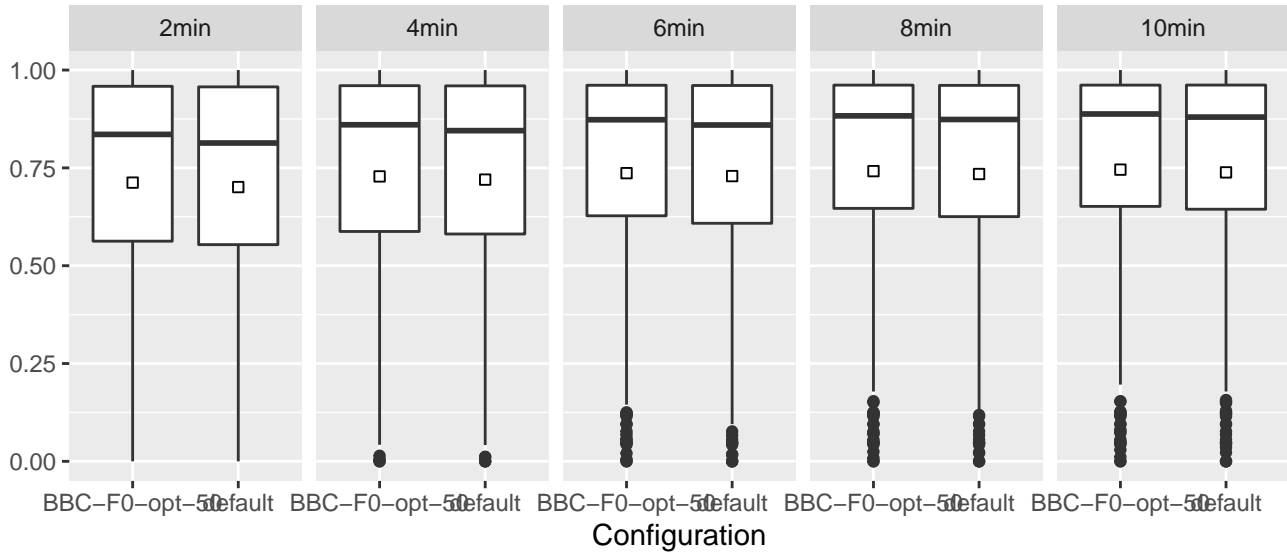 2min 4min 6min 8min 10min
1.00
0.75
0.50
0.25
0.00
BBC−F0−opt−50 default BBC−F0−opt−50 default BBC−F0−opt−50 default BBC−F0−opt−50 default BBC−F0−opt−50 default
Configuration